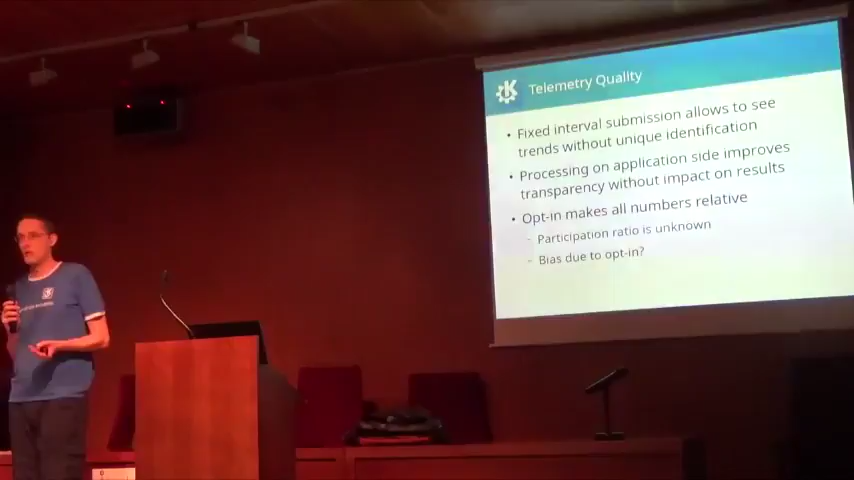 Telemetry Quality
• Fixed interval submission allows to see
trends without unique identification
• Processing on application side improves
transparency without impact on results
• Opt-in makes all numbers relative
- Participation ratio is unknown
- Bias due to opt-in?